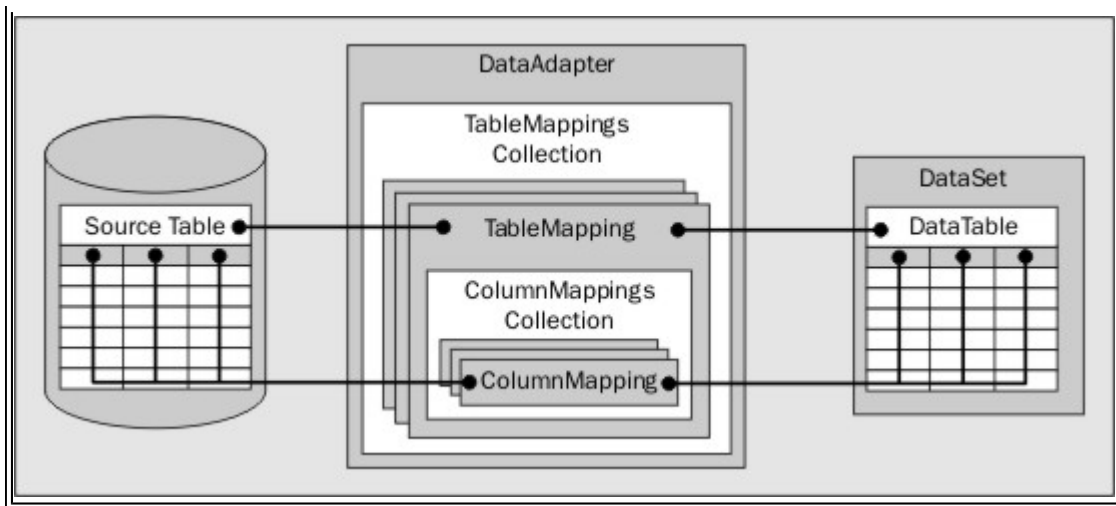 DataAdapter
TableMappings
Collection
DataSet
Source Table
TableMapping
DataTable
ColumnMappings
Collection
ColumnMapping